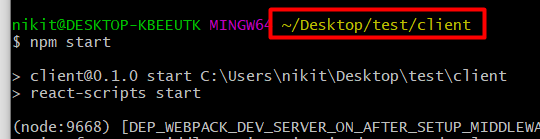 nikit@DESKTOP-KBEEUTK MINGW64 ~/Desktop/test/client
$ npm start
> client@0.1.0 start C:\Users\nikit\Desktop\test\client
> react-scripts start
(node:9668) [DEP_WEBPACK_DEV_SERVER_ON_AFTER_SETUP_MIDDLEWA